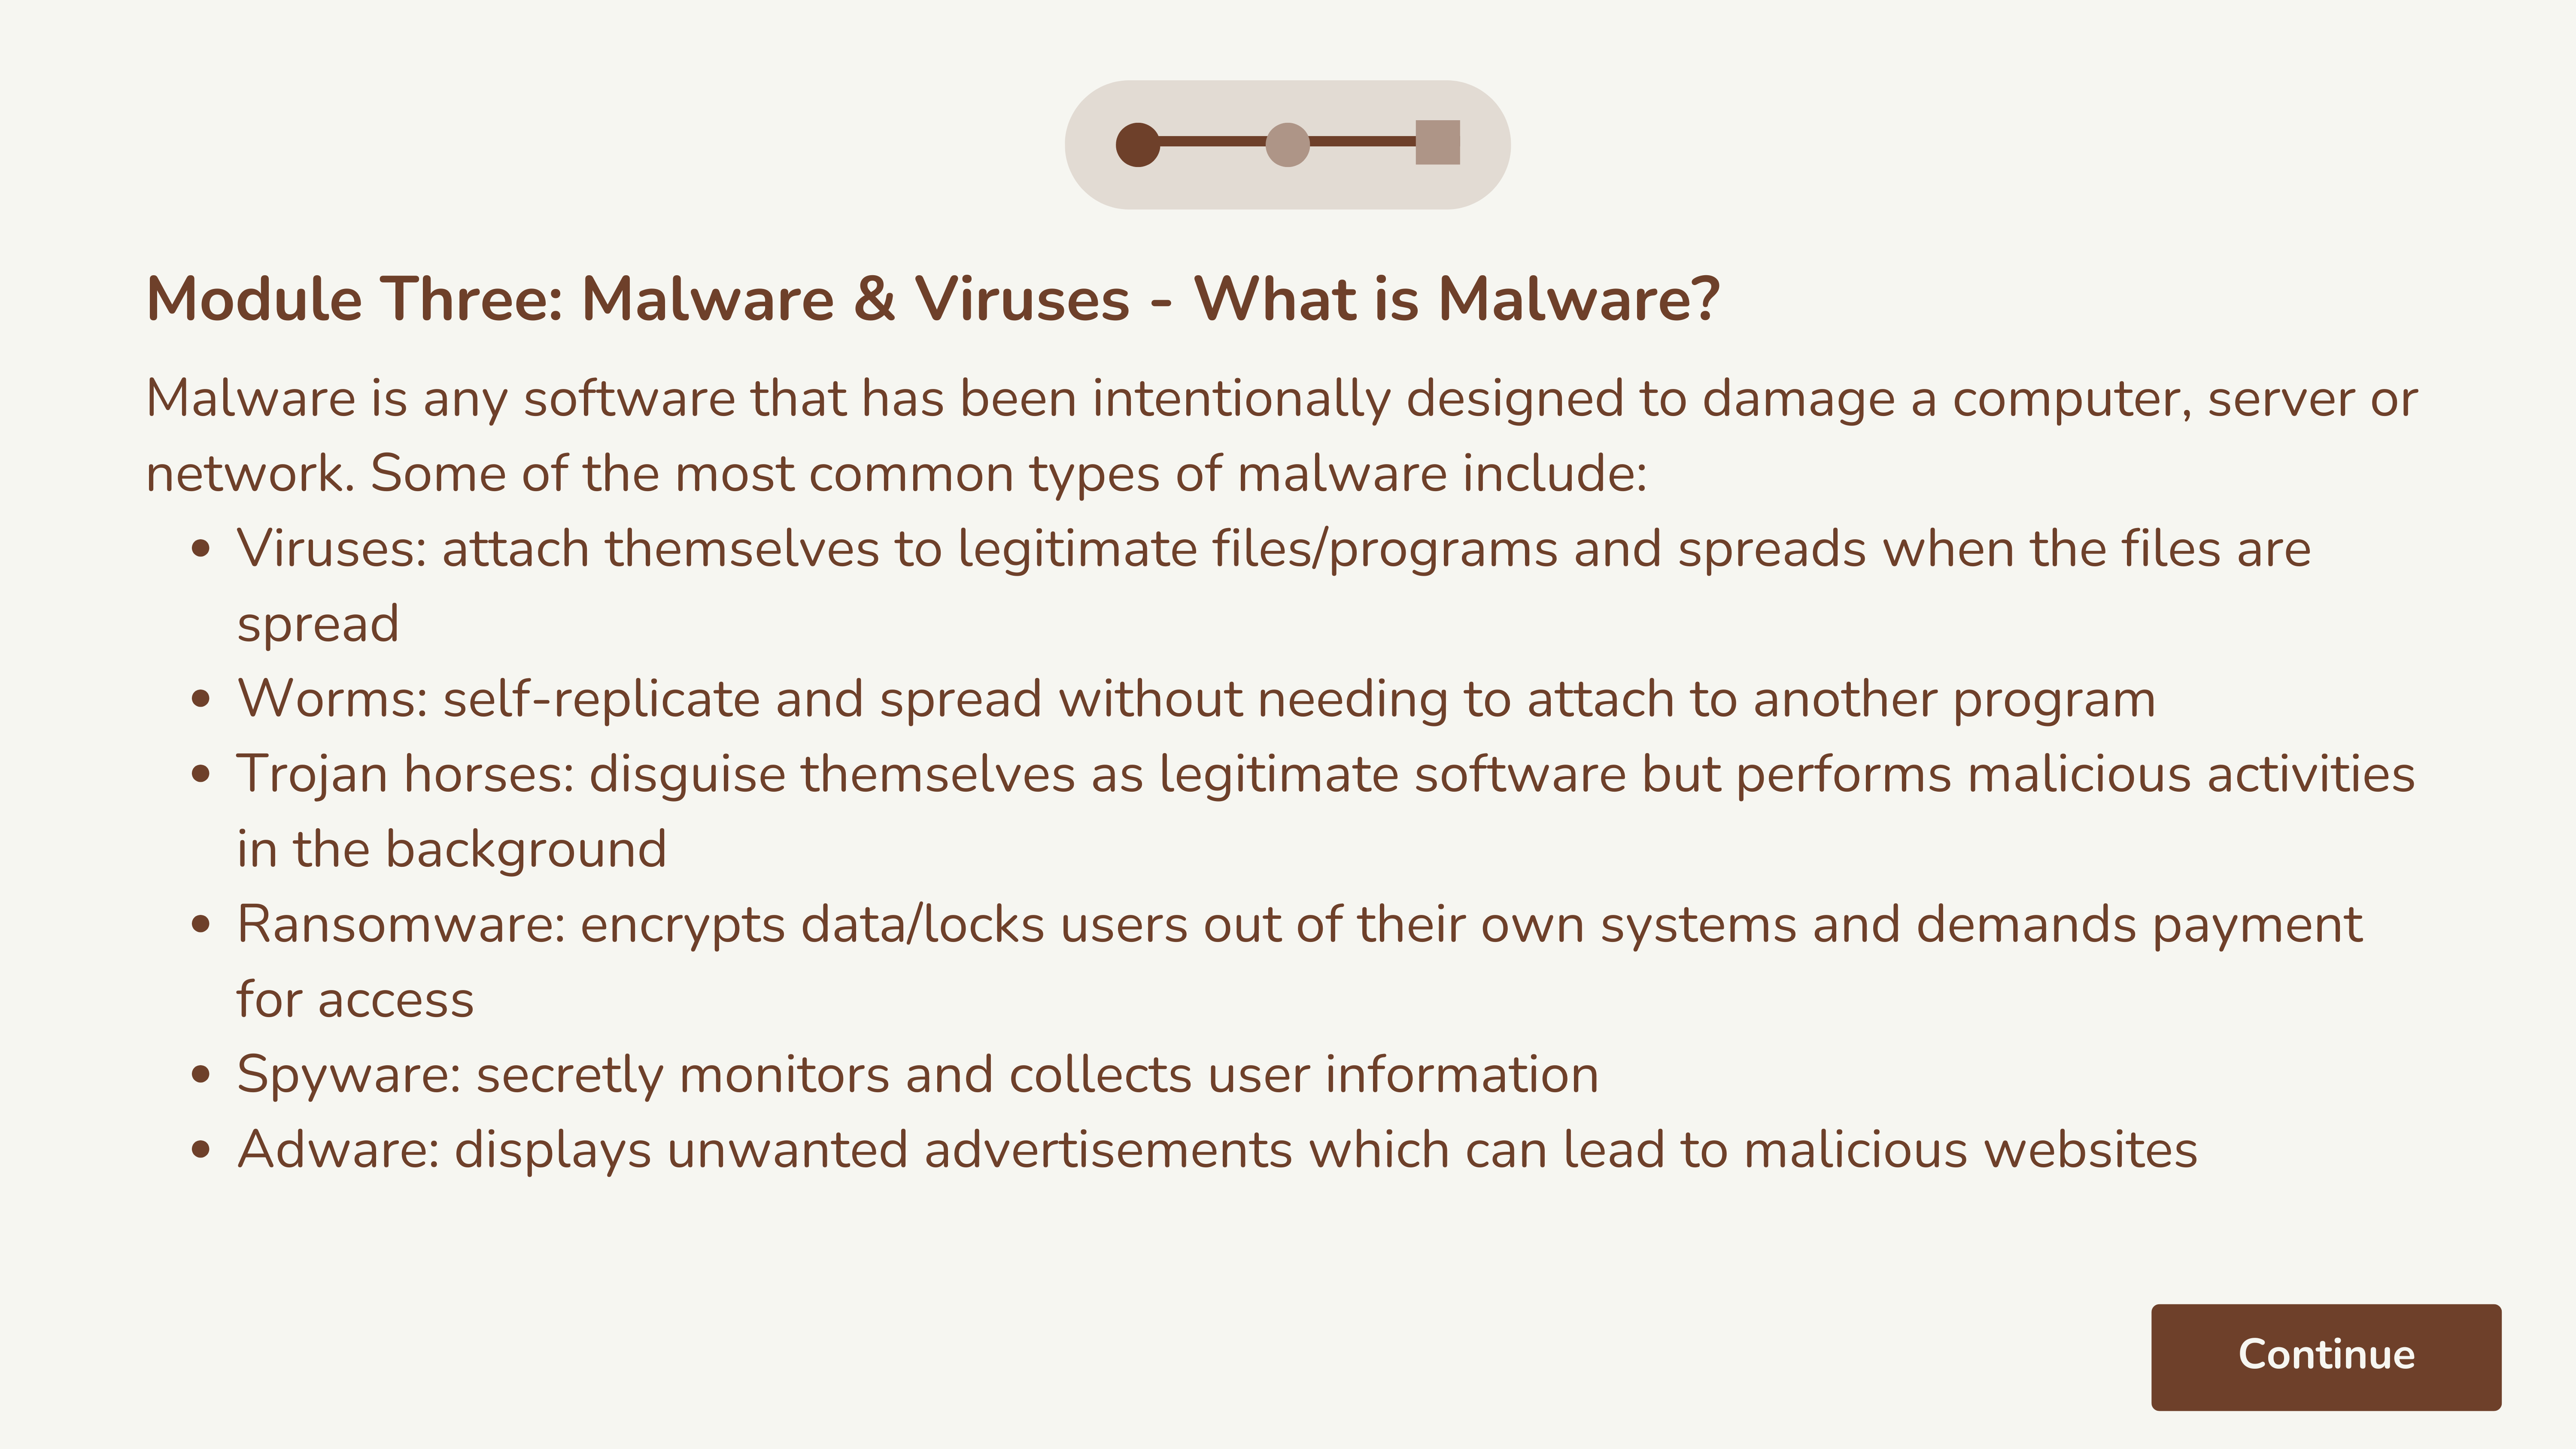 Module Three: Malware & Viruses - What is Malware?
Malware is any software that has been intentionally designed to damage a computer, server or
network. Some of the most common types of malware include:
• Viruses: attach themselves to legitimate files/programs and spreads when the files are
spread
• Worms: self-replicate and spread without needing to attach to another program
• Trojan horses: disguise themselves as legitimate software but performs malicious activities
in the background
• Ransomware: encrypts data/locks users out of their own systems and demands payment
for access
• Spyware: secretly monitors and collects user information
• Adware: displays unwanted advertisements which can lead to malicious websites
Continue